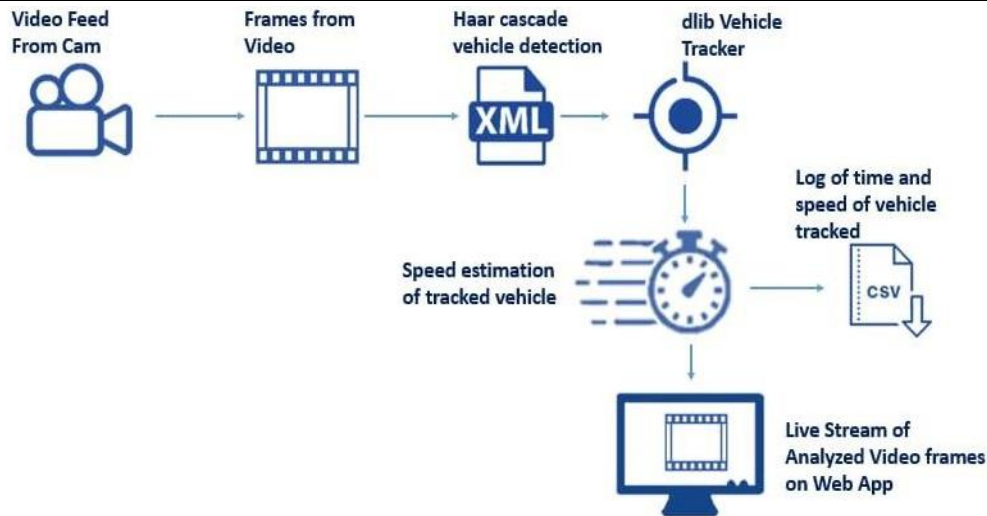 Video Feed
From Cam
Frames from
Video
Haar cascade
vehicle detection
XML
dlib Vehicle
Tracker
Log of time and
speed of vehicle
tracked
CSV
Speed estimation
of tracked vehicle
Live Stream of
Analyzed Video frames
on Web App